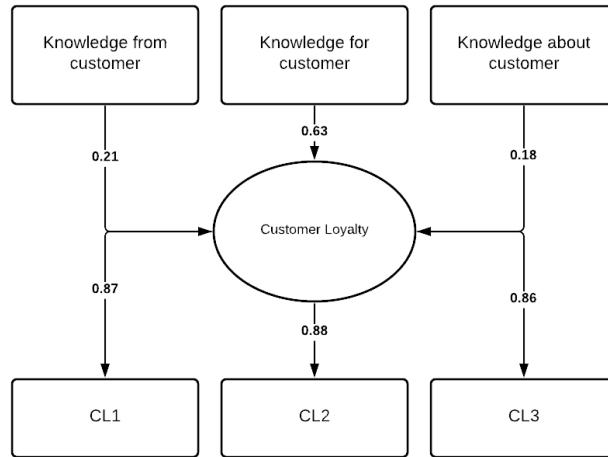 Knowledge from
customer
Knowledge for
customer
Knowledge about
customer
0.63
0.21
0.18
Customer Loyalty
0.87
0.86
0.88
CL1
CL2
CL3